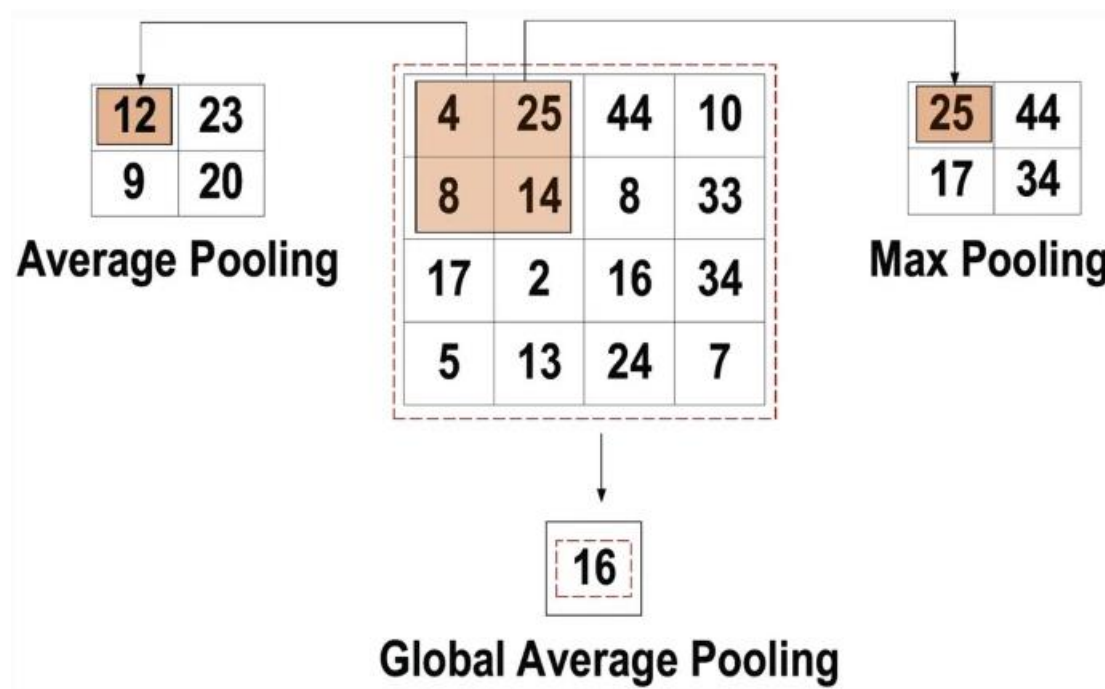 12 23
9 20
Average Pooling
4 25 44 10
8 14 8 33
17 2 16 34
5 13 24 7
25 44
17 34
Max Pooling
16
Global Average Pooling